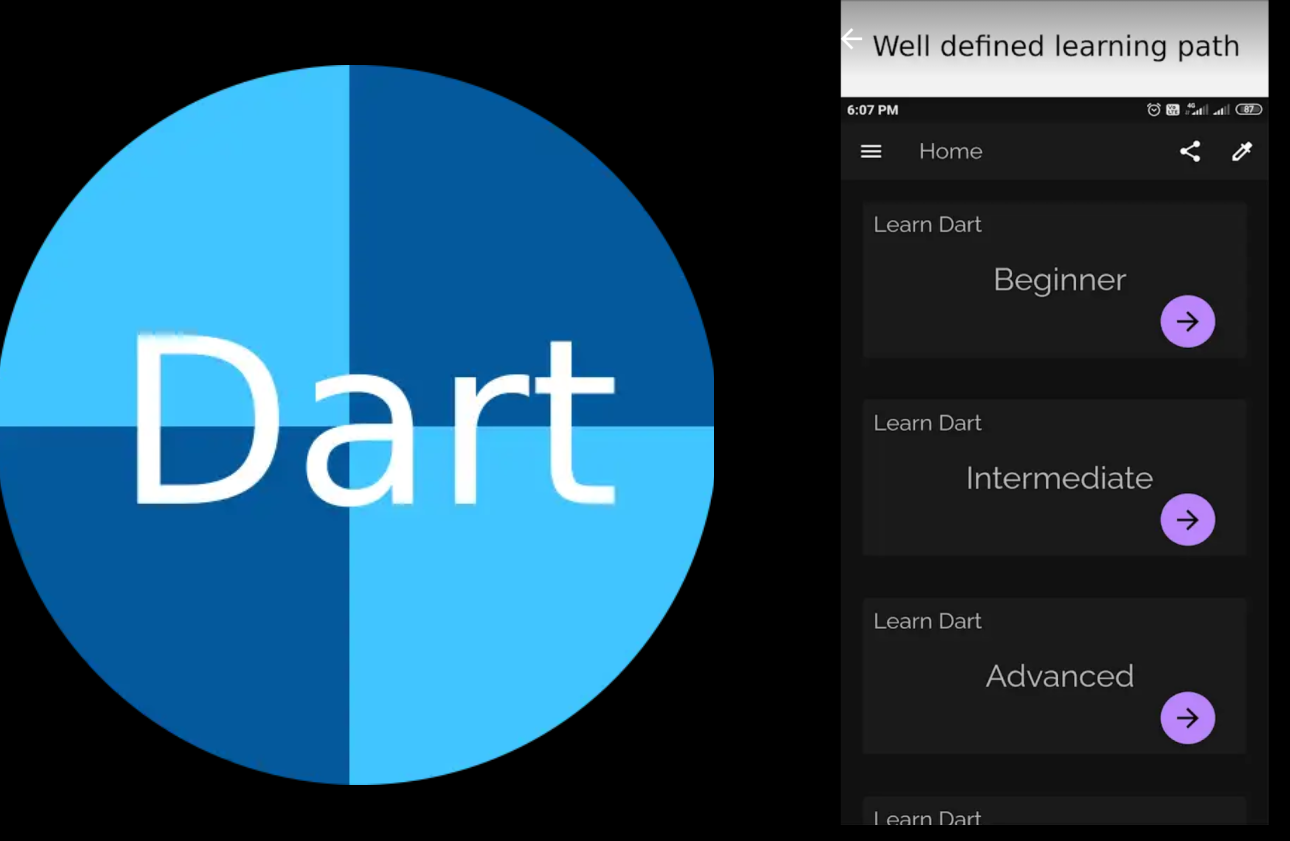 Dart
Well defined learning path
6:07 PM
4G
87
Home
Learn Dart
Beginner
Learn Dart
Intermediate
Learn Dart
Advanced
Learn Dart